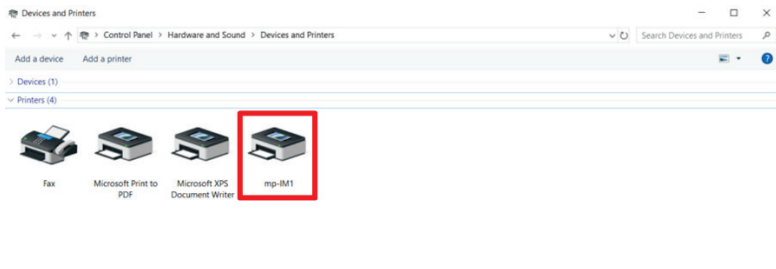 Devices and Printers
Control Panel > Hardware and Sound > Devices and Printers
Search Devices and Printers
Add a device Add a printer
?
> Devices (1)
Printers (4)
Fax
Microsoft Print to PDF
Microsoft XPS Document Writer
mp-IM1